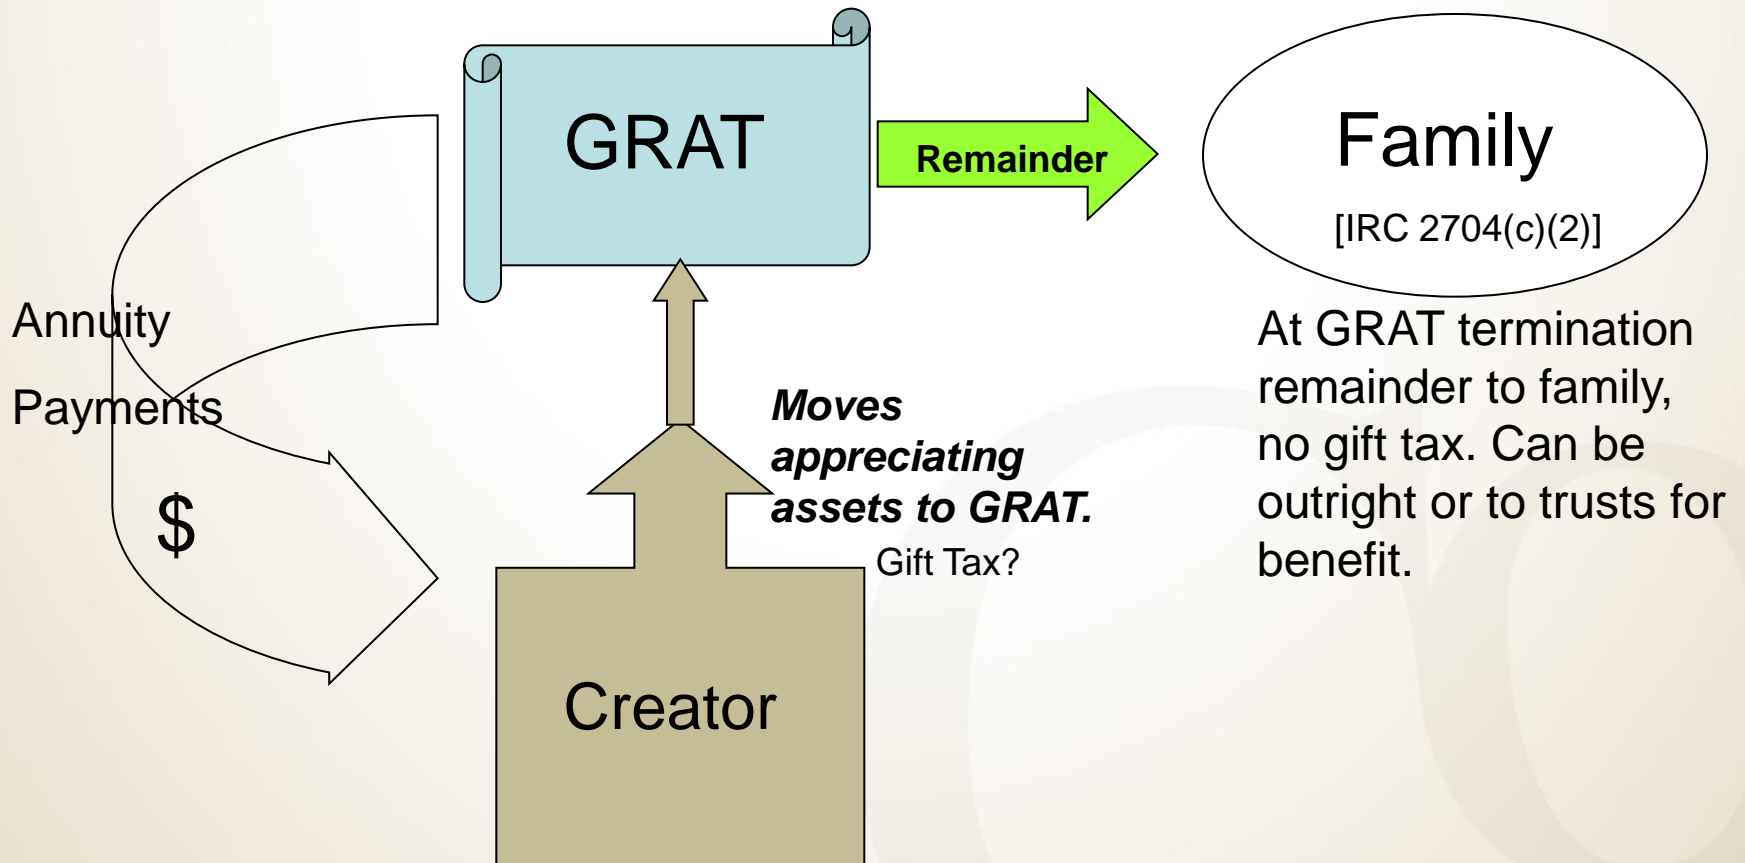 GRAT
Remainder
Family
[IRC 2704(c)(2)]
Annuity
Payments
$
Moves
appreciating
assets to GRAT.
Gift Tax?
At GRAT termination
remainder to family,
no gift tax. Can be
outright or to trusts for
benefit.
Creator